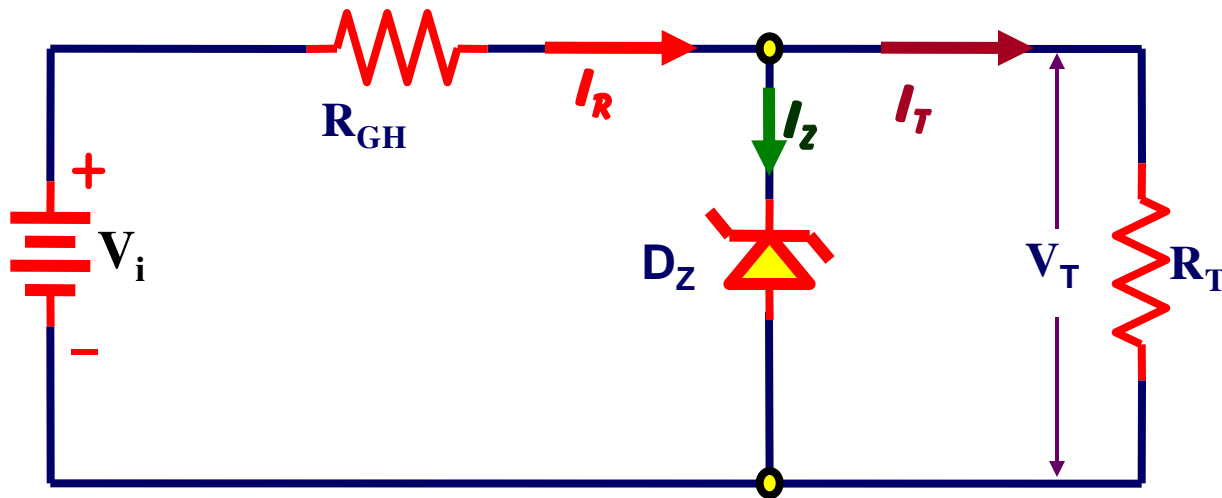 I_R
I_T
R_GH
I_Z
+
V_i
D_Z
V_T
R_T
–